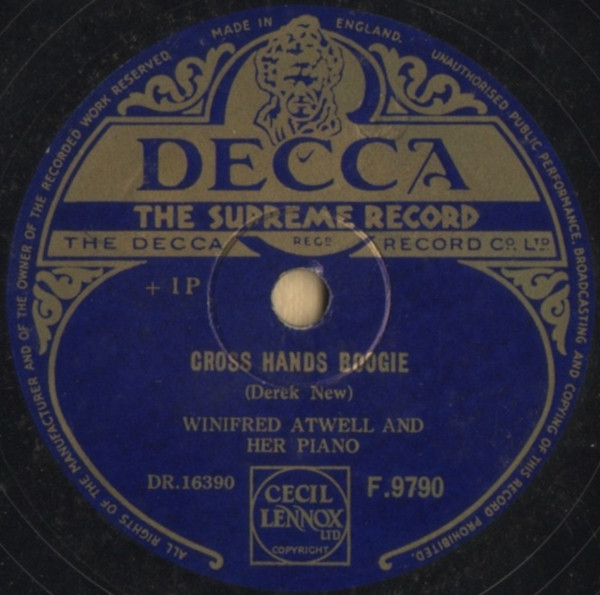 ALL RIGHTS OF THE MANUFACTURER AND OF THE OWNER OF THE RECORDED WORK RESERVED.
MADE IN ENGLAND.
UNAUTHORISED PUBLIC PERFORMANCE, BROADCASTING AND COPYING OF THIS RECORD PROHIBITED.
DECCA
THE SUPREME RECORD
THE DECCA REGD RECORD CO. LTD
+ 1P
CROSS HANDS BOOGIE
(Derek New)
WINIFRED ATWELL AND
HER PIANO
DR.16390 F.9790
CECIL
LENNOX
LTD
COPYRIGHT